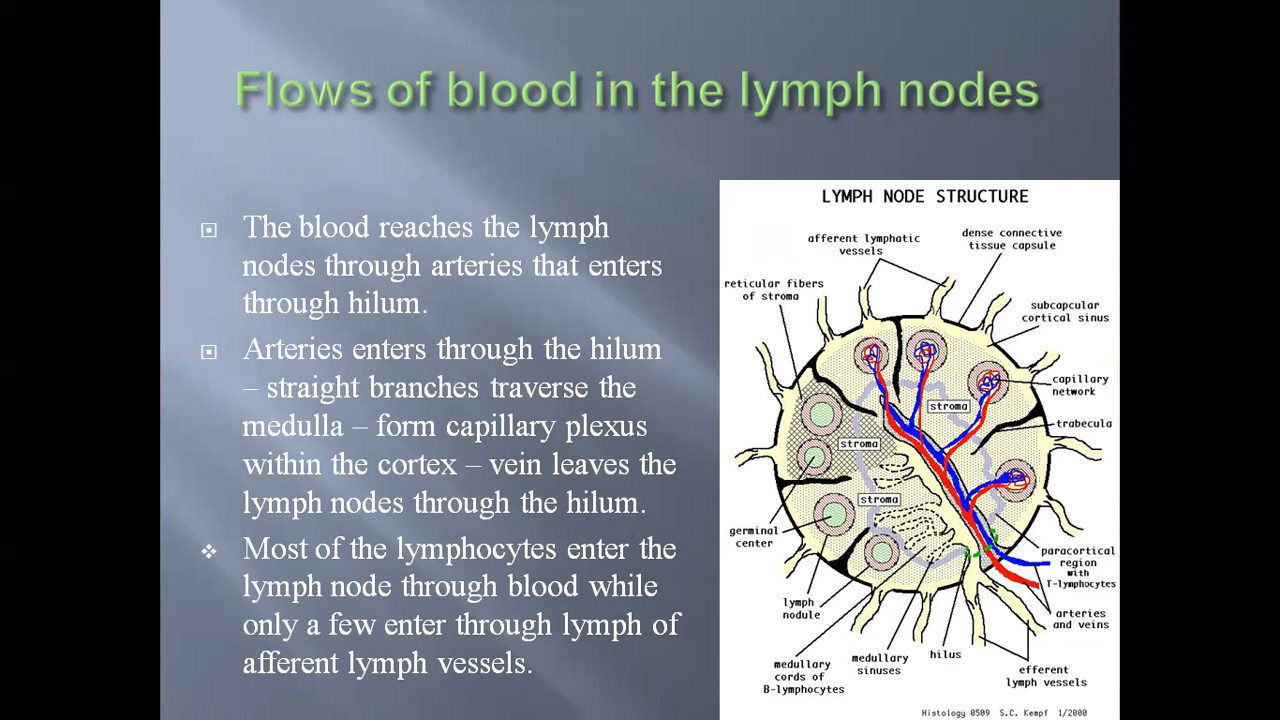 Flows of blood in the lymph nodes
The blood reaches the lymph
nodes through arteries that enters
through hilum.
Arteries enters through the hilum
– straight branches traverse the
medulla – form capillary plexus
within the cortex – vein leaves the
lymph nodes through the hilum.
Most of the lymphocytes enter the
lymph node through blood while
only a few enter through lymph of
afferent lymph vessels.
LYMPH NODE STRUCTURE
afferent lymphatic
vessels
dense connective
tissue capsule
reticular fibers
of stroma
subcapcular
cortical sinus
capillary
network
stroma
trabecula
stroma
stroma
germinal
center
paracortical
region
with
T-lymphocytes
lymph
nodule
arteries
and veins
medullary
cords of
B-lymphocytes
medullary
sinuses
hilus
efferent
lymph vessels
Histology 0509 S.C. Kempf 1/2000